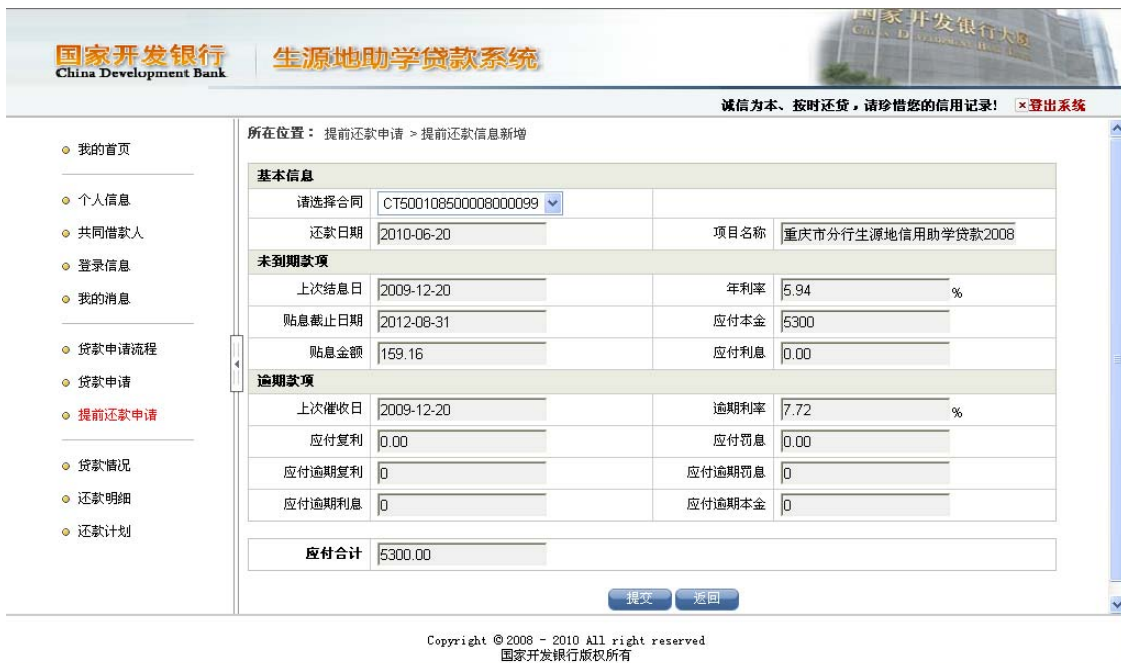 国家开发银行
China Development Bank
生源地助学贷款系统
诚信为本、按时还贷，请珍惜您的信用记录! 登出系统
所在位置： 提前还款申请 > 提前还款信息新增
我的首页
个人信息
共同借款人
登录信息
我的消息
贷款申请流程
贷款申请
提前还款申请
贷款情况
还款明细
还款计划
基本信息
请选择合同 CT500108500008000099
还款日期 2010-06-20 项目名称 重庆市分行生源地信用助学贷款2008
未到期款项
上次结息日 2009-12-20 年利率 5.94 %
贴息截止日期 2012-08-31 应付本金 5300
贴息金额 159.16 应付利息 0.00
逾期款项
上次催收日 2009-12-20 逾期利率 7.72 %
应付复利 0.00 应付罚息 0.00
应付逾期复利 0 应付逾期罚息 0
应付逾期利息 0 应付逾期本金 0
应付合计 5300.00
提交 返回
Copyright © 2008 - 2010 All right reserved
国家开发银行版权所有